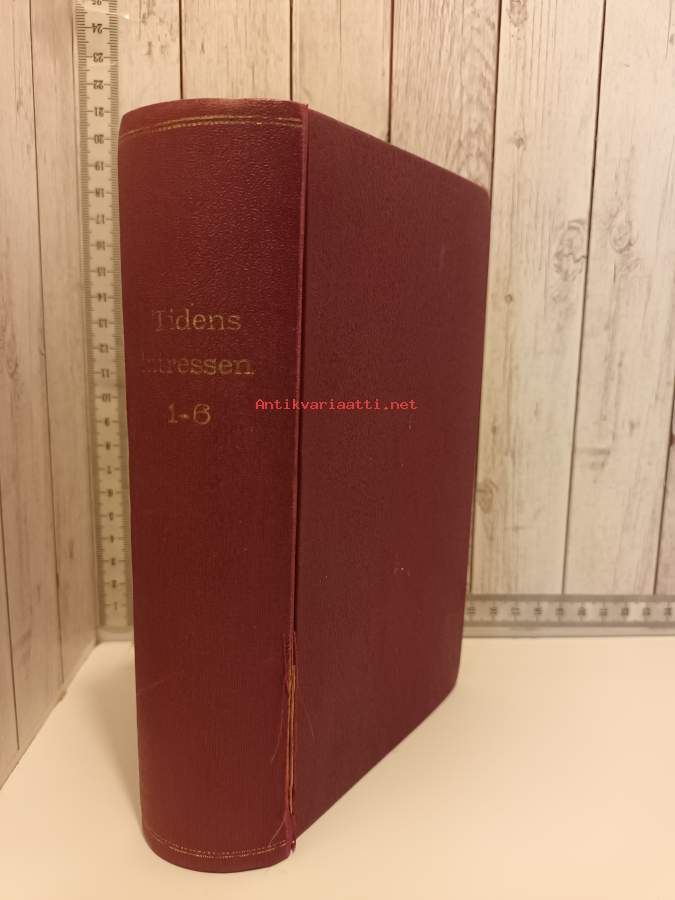 Tidens
Intressen
1-6
Antikvariaatti.net